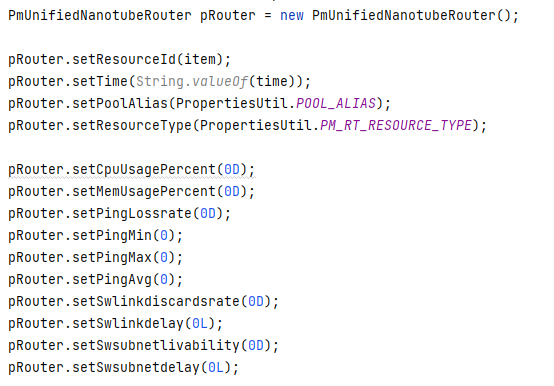 PmUnifiedNanotubeRouter pRouter = new PmUnifiedNanotubeRouter();
pRouter.setResourceId(item);
pRouter.setTime(String.valueOf(time));
pRouter.setPoolAlias(PropertiesUtil.POOL_ALIAS);
pRouter.setResourceType(PropertiesUtil.PM_RT_RESOURCE_TYPE);
pRouter.setCpuUsagePercent(0D);
pRouter.setMemUsagePercent(0D);
pRouter.setPingLossrate(0D);
pRouter.setPingMin(0);
pRouter.setPingMax(0);
pRouter.setPingAvg(0);
pRouter.setSwlinkdiscardsrate(0D);
pRouter.setSwlinkdelay(0L);
pRouter.setSwsubnetlivability(0D);
pRouter.setSwsubnetdelay(0L);